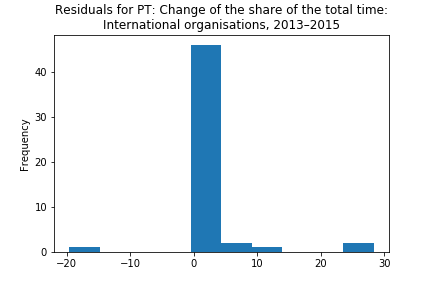 Residuals for PT: Change of the share of the total time:
International organisations, 2013–2015
Frequency
40
30
20
10
0
−20 −10 0 10 20 30